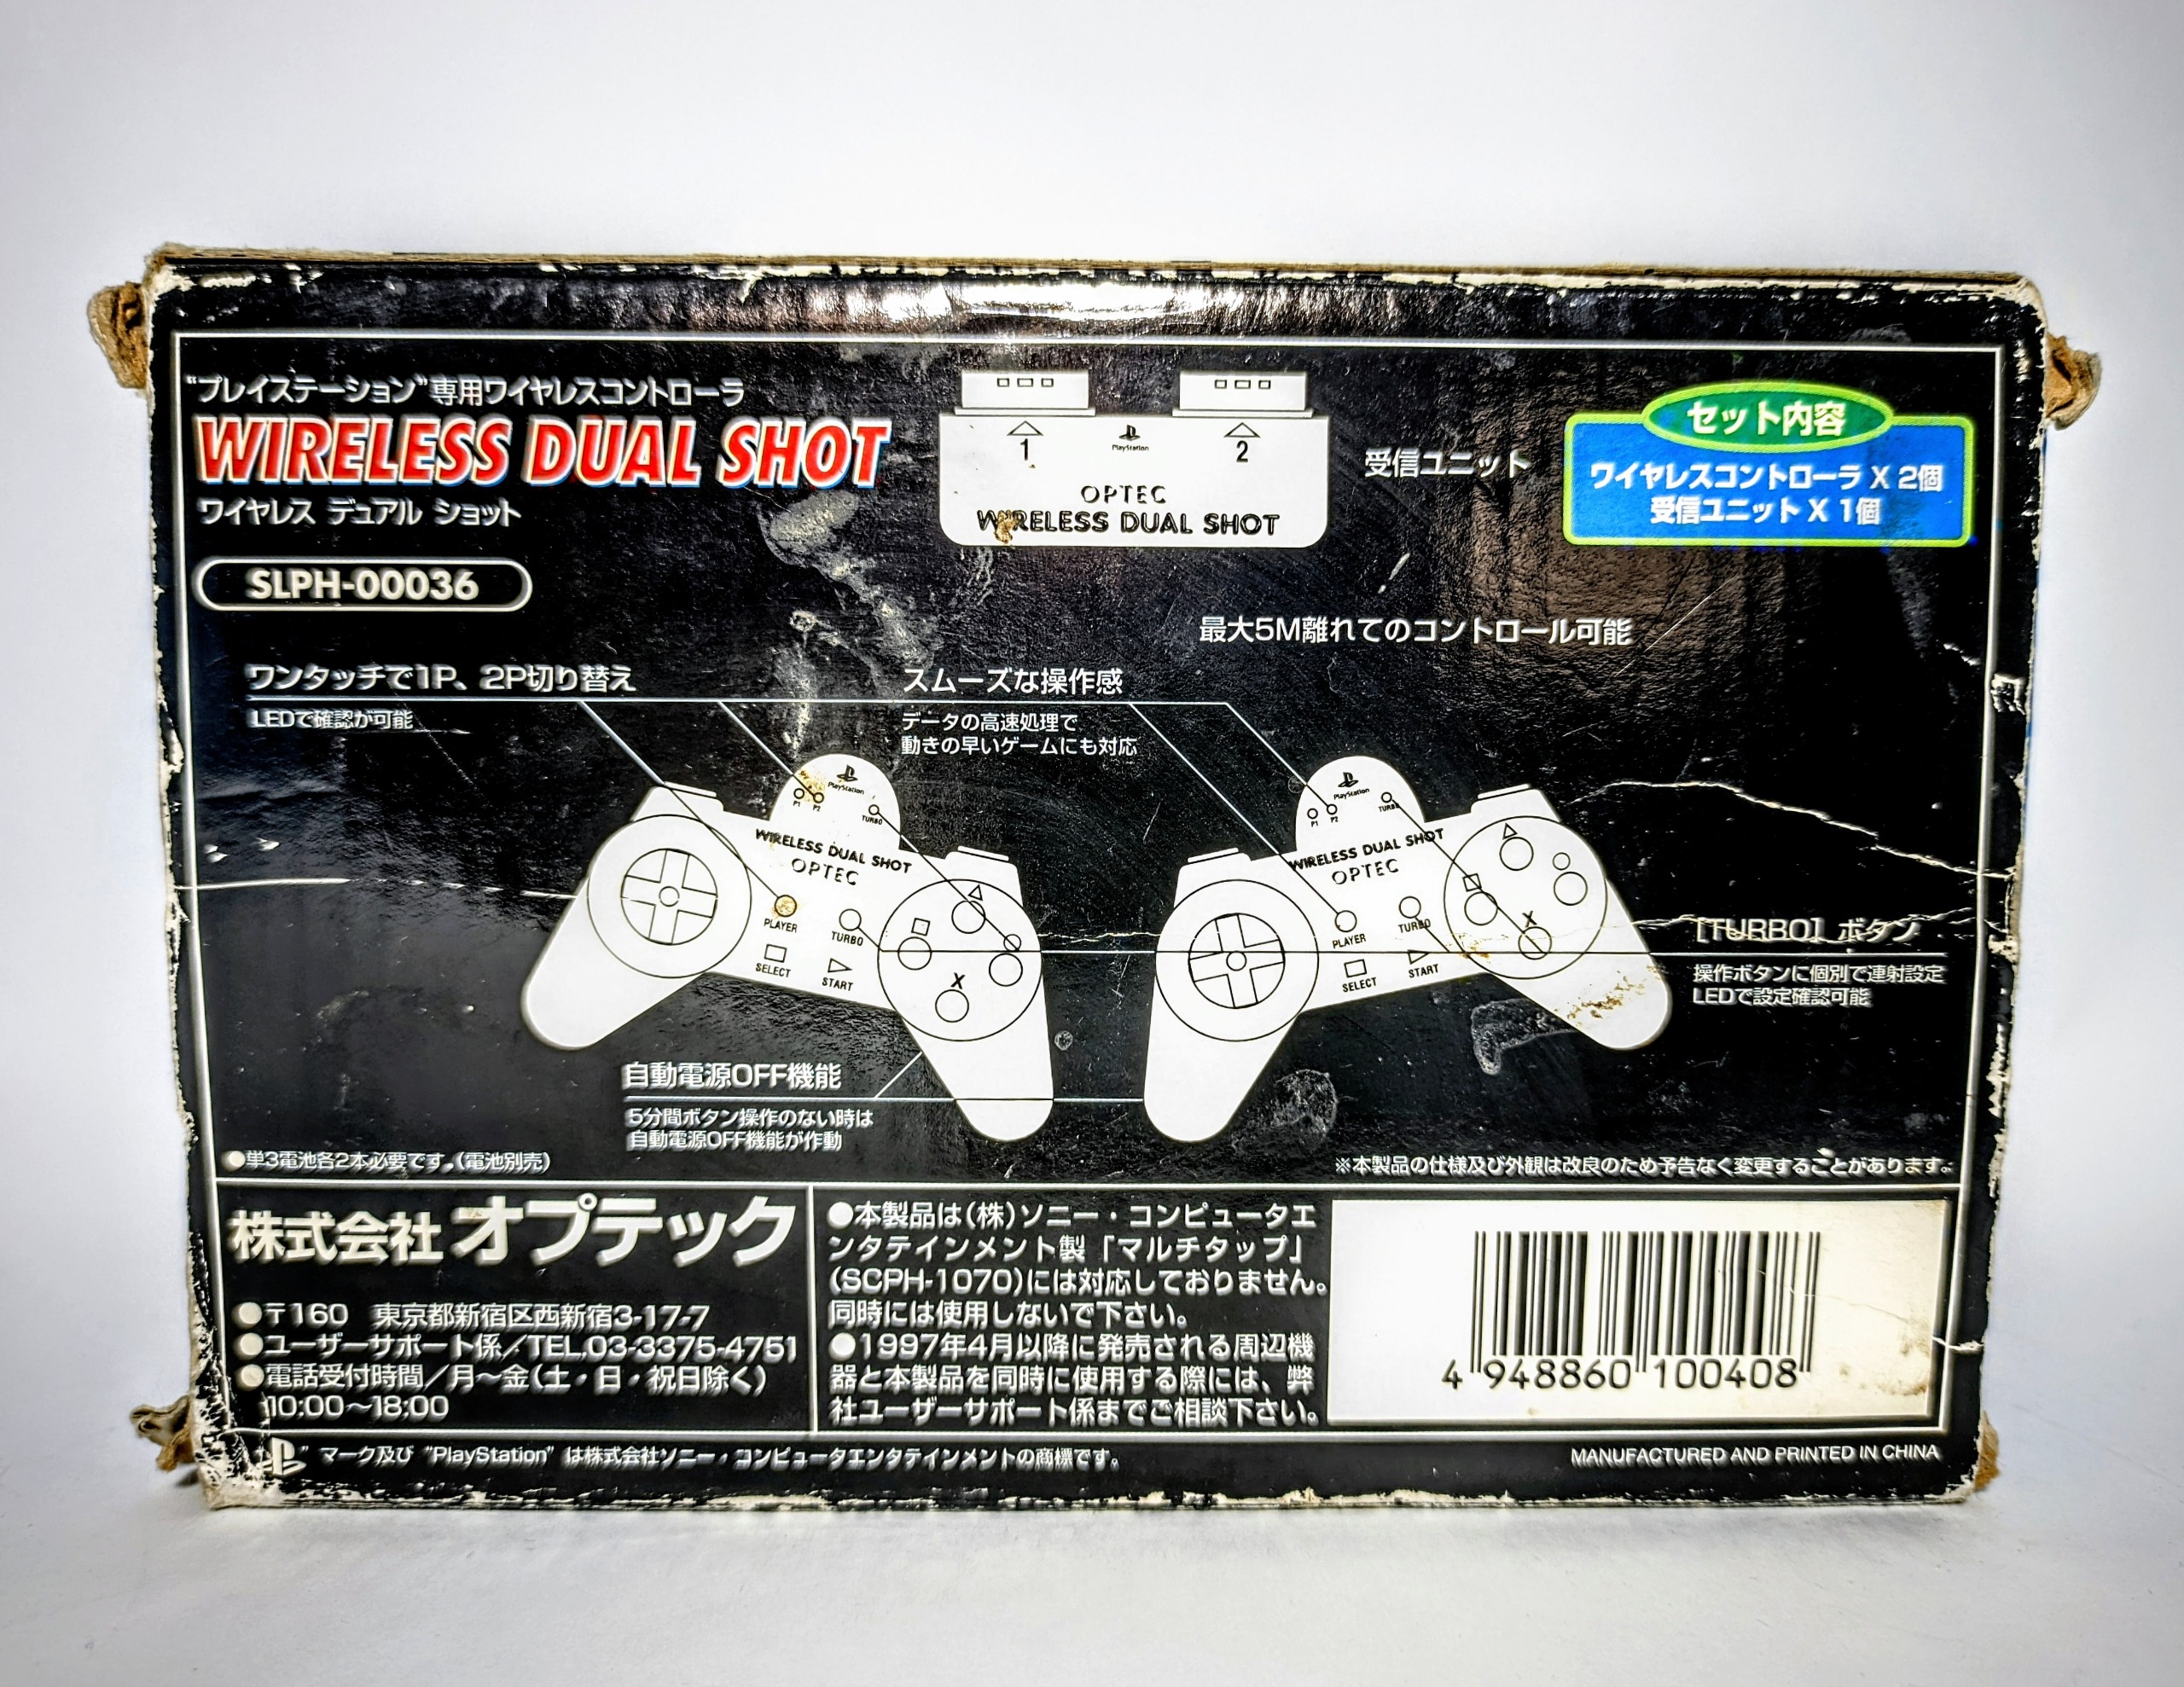 "プレイステーション"専用ワイヤレスコントローラ
WIRELESS DUAL SHOT
ワイヤレス デュアル ショット
SLPH-00036
1
2
PlayStation
OPTEC
WIRELESS DUAL SHOT
受信ユニット
セット内容
ワイヤレスコントローラ X 2個
受信ユニット X 1個
最大5M離れてのコントロール可能
ワンタッチで1P、2P切り替え
LEDで確認が可能
スムーズな操作感
データの高速処理で
動きの早いゲームにも対応
PlayStation
P1 P2
TURBO
WIRELESS DUAL SHOT
OPTEC
PLAYER
TURBO
SELECT
START
X
PlayStation
P1 P2
TURBO
WIRELESS DUAL SHOT
OPTEC
PLAYER
TURBO
SELECT
START
X
[TURBO] ボタン
操作ボタンに個別で連射設定
LEDで設定確認可能
自動電源OFF機能
5分間ボタン操作のない時は
自動電源OFF機能が作動
●単3電池各2本必要です。(電池別売)
※本製品の仕様及び外観は改良のため予告なく変更することがあります。
株式会社オプテック
●〒160 東京都新宿区西新宿3-17-7
●ユーザーサポート係/TEL.03-3375-4751
●電話受付時間/月〜金(土・日・祝日除く)
10:00〜18:00
●本製品は(株)ソニー・コンピュータエ
ンタテインメント製「マルチタップ」
(SCPH-1070)には対応しておりません。
同時には使用しないで下さい。
●1997年4月以降に発売される周辺機
器と本製品を同時に使用する際には、弊
社ユーザーサポート係までご相談下さい。
4 948860 100408
" " マーク及び "PlayStation" は株式会社ソニー・コンピュータエンタテインメントの商標です。
MANUFACTURED AND PRINTED IN CHINA